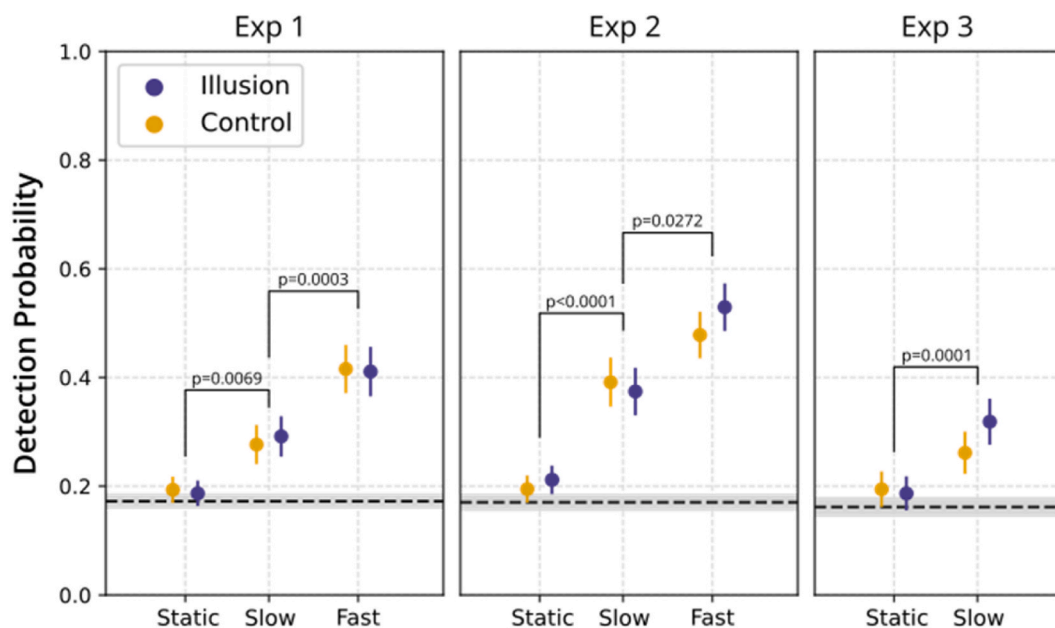 Exp 1
Exp 2
Exp 3
Detection Probability
1.0
0.8
0.6
0.4
0.2
0.0
Illusion
Control
p=0.0069
p=0.0003
p<0.0001
p=0.0272
p=0.0001
Static Slow Fast
Static Slow Fast
Static Slow